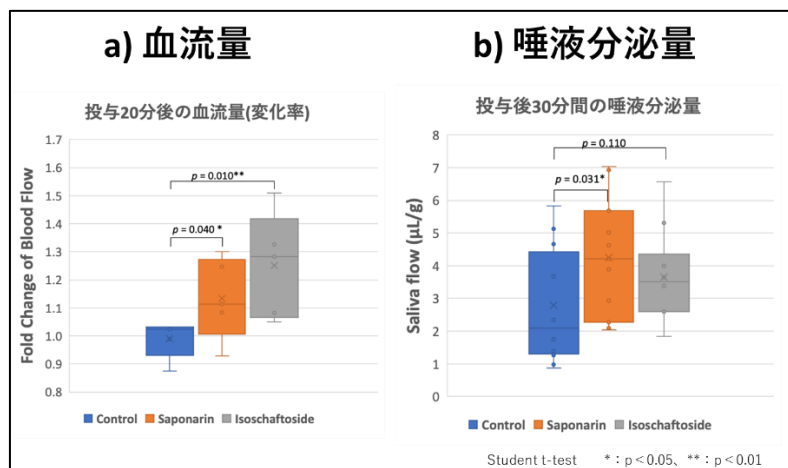 a) 血流量
b) 唾液分泌量
投与20分後の血流量(変化率)
Fold Change of Blood Flow
1.7
1.6
1.5
1.4
1.3
1.2
1.1
1.0
0.9
0.8
p = 0.010**
p = 0.040 *
Control Saponarin Isoschaftoside
投与後30分間の唾液分泌量
Saliva flow (μL/g)
8
7
6
5
4
3
2
1
0
p = 0.110
p = 0.031*
Control Saponarin Isoschaftoside
Student t-test *：p＜0.05、**：p＜0.01